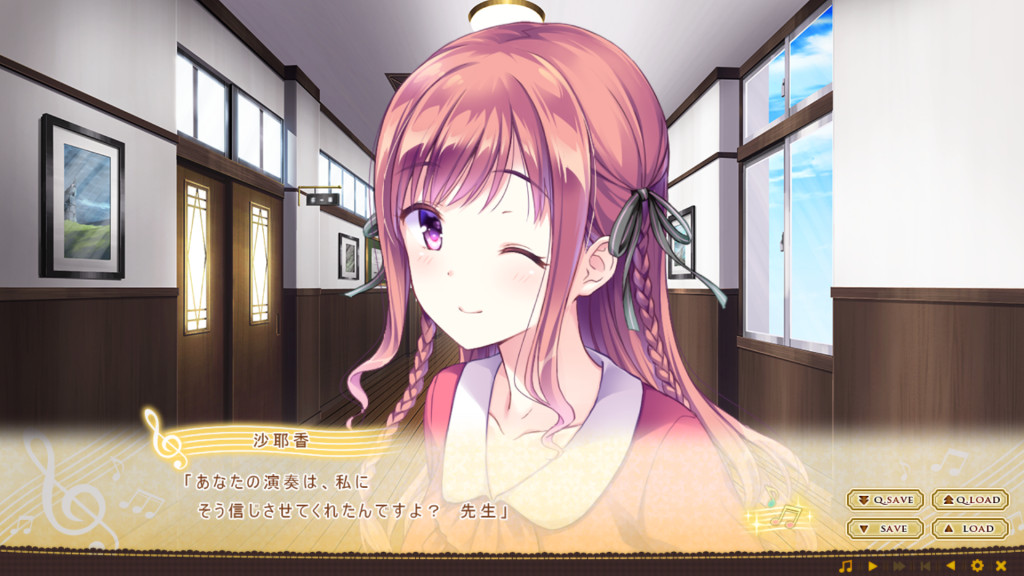 沙耶香
「あなたの演奏は、私に
そう信じさせてくれたんですよ？　先生」
Q.SAVE
Q.LOAD
SAVE
LOAD